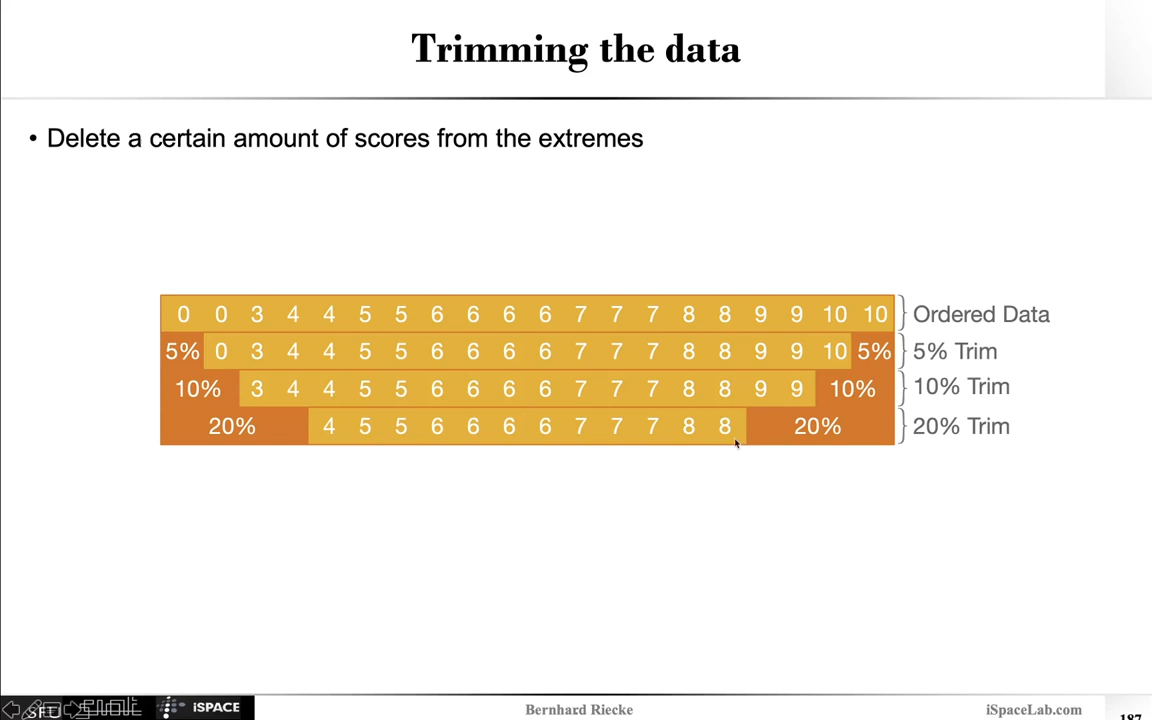 Trimming the data
• Delete a certain amount of scores from the extremes
0 0 3 4 4 5 5 6 6 6 6 7 7 7 8 8 9 9 10 10 Ordered Data
5% 0 3 4 4 5 5 6 6 6 6 7 7 7 8 8 9 9 10 5% 5% Trim
10% 3 4 4 5 5 6 6 6 6 7 7 7 8 8 9 9 10% 10% Trim
20% 4 5 5 6 6 6 6 7 7 7 8 8 20% 20% Trim
SFU iSPACE Bernhard Riecke iSpaceLab.com 187